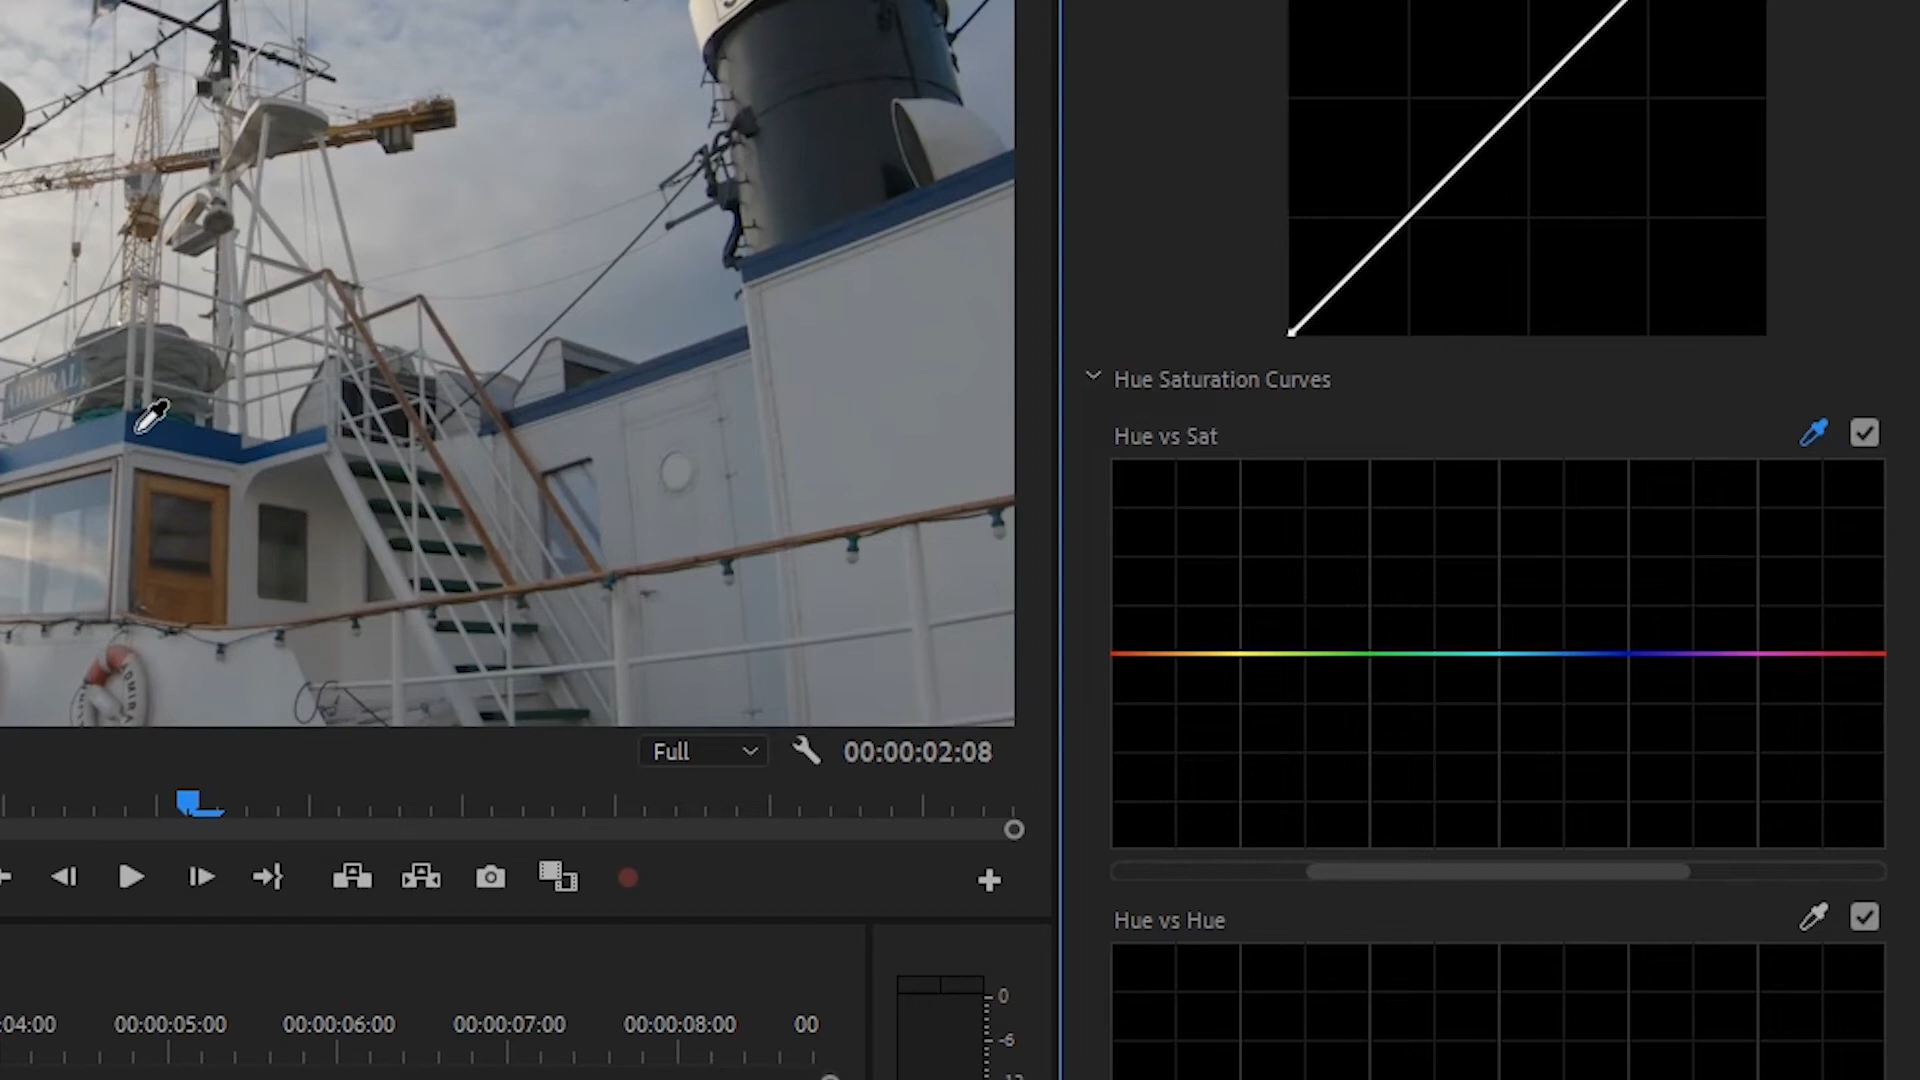 ADMIRAL
Hue Saturation Curves
Hue vs Sat
Full
00:00:02:08
Hue vs Hue
0
-6
:04:00
00:00:05:00
00:00:06:00
00:00:07:00
00:00:08:00
00